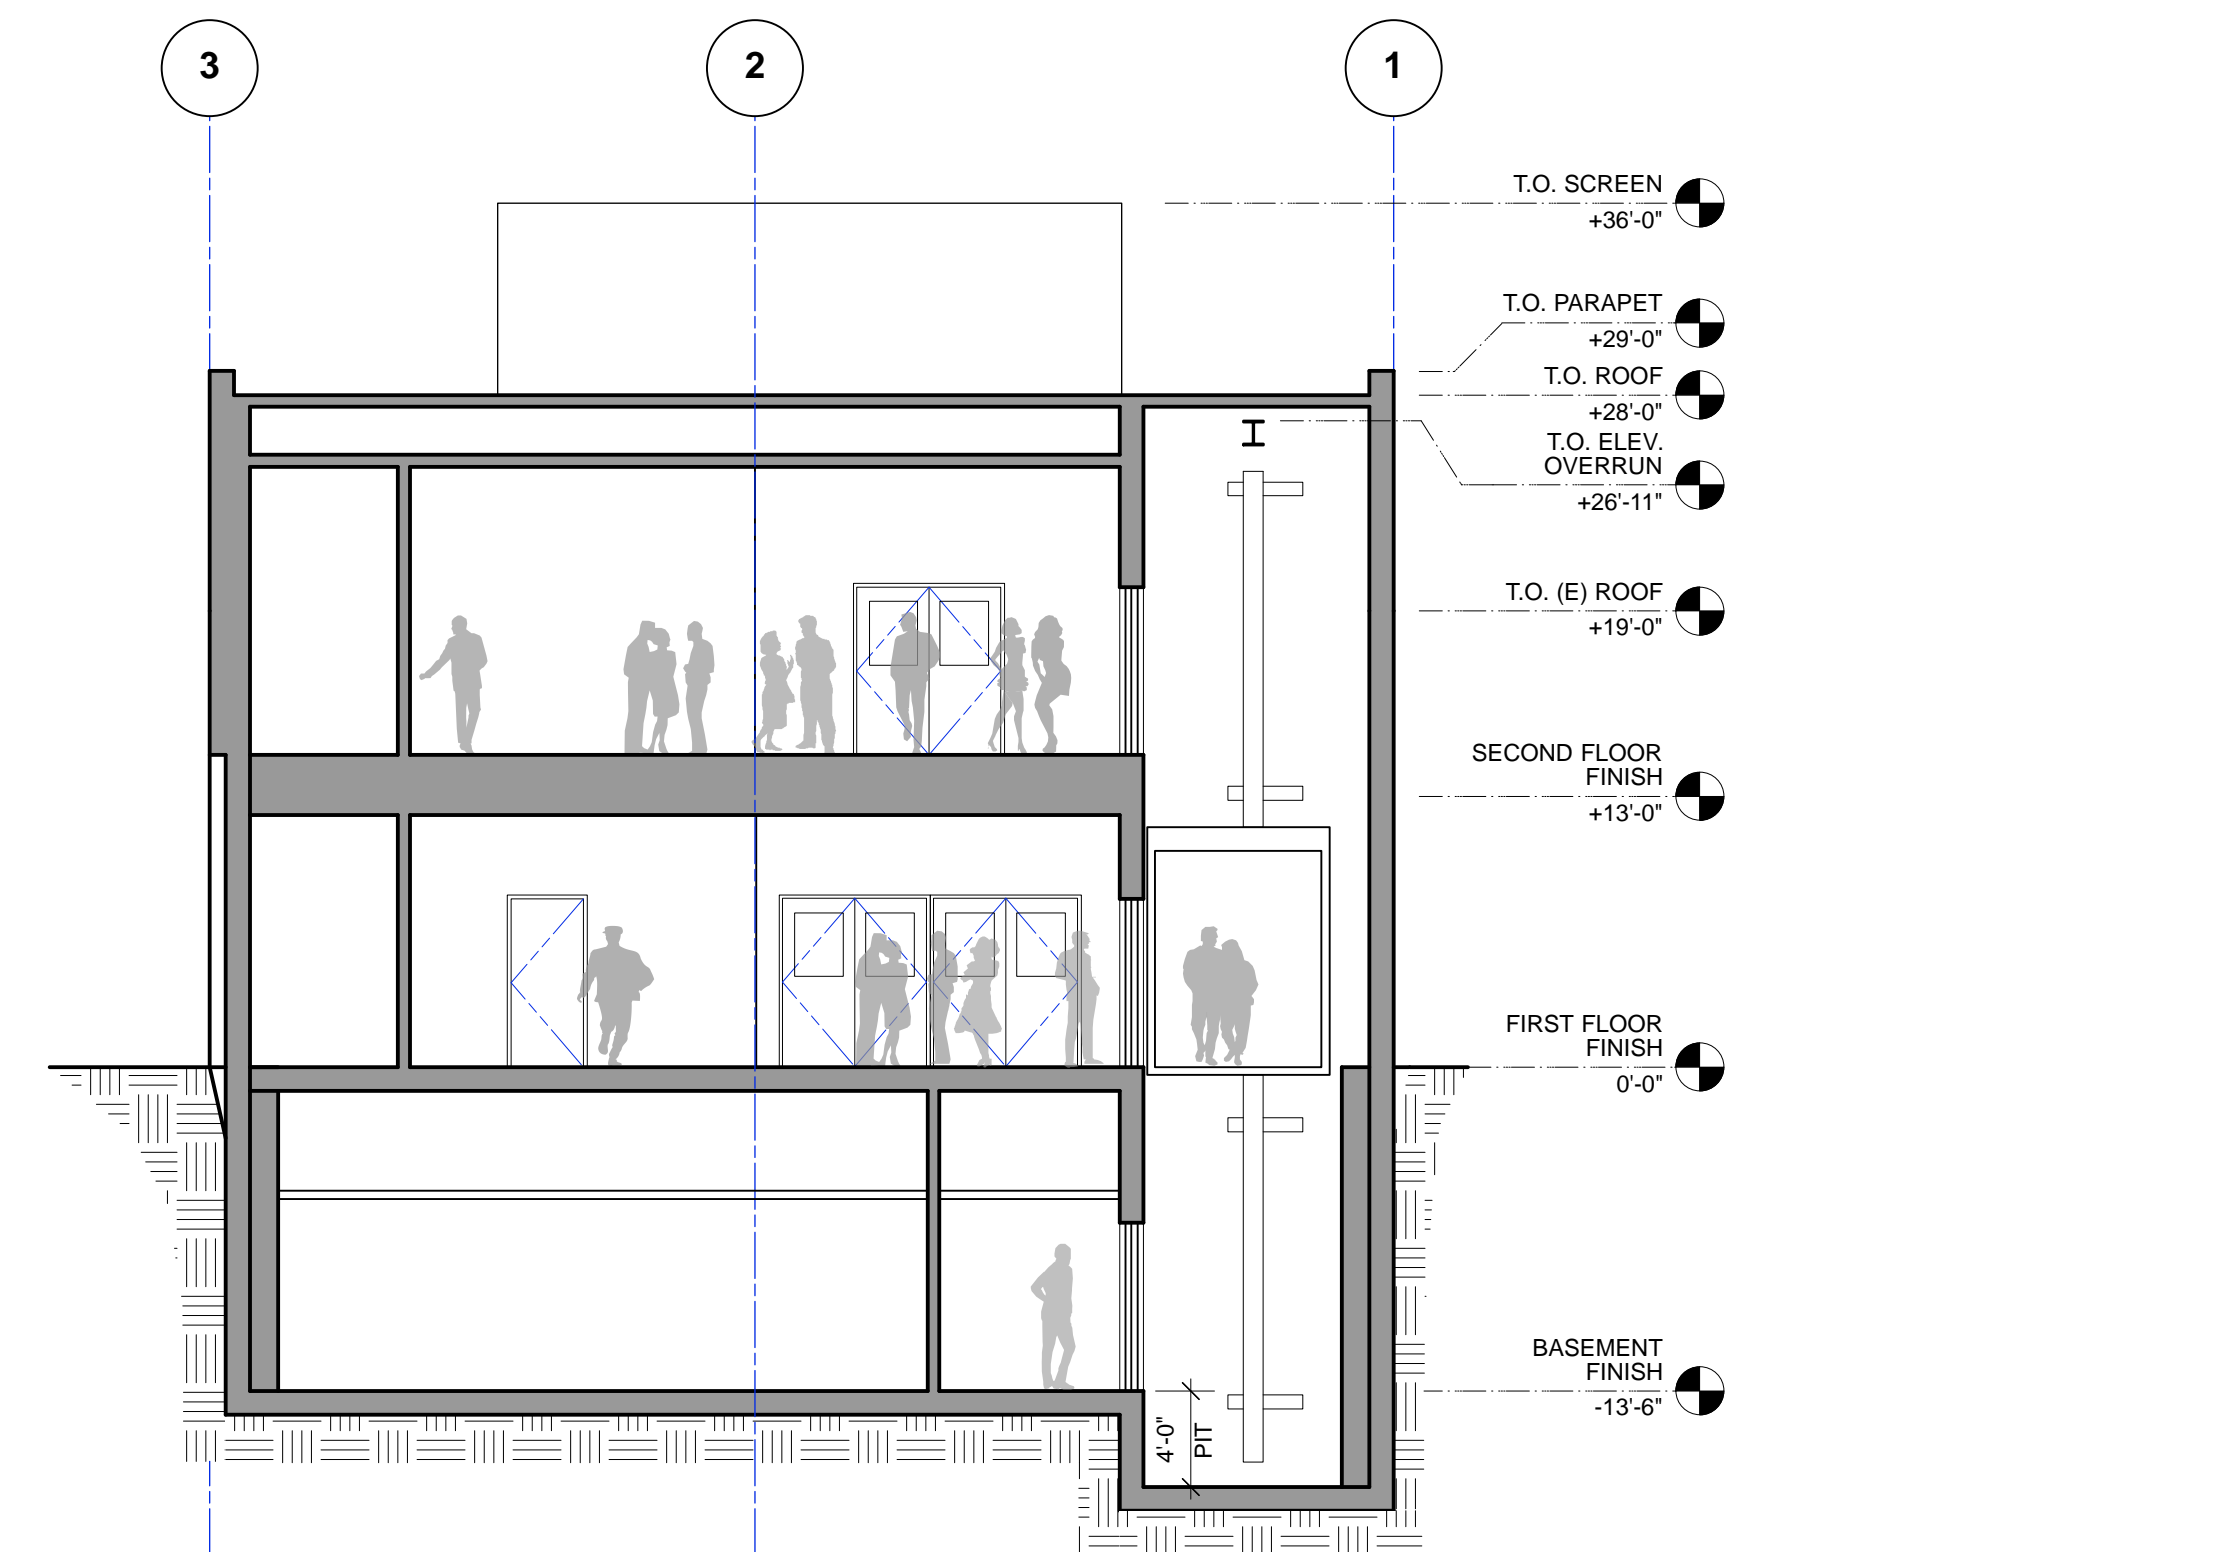 3
2
1
T.O. SCREEN
+36'-0"
T.O. PARAPET
+29'-0"
T.O. ROOF
+28'-0"
T.O. ELEV.
OVERRUN
+26'-11"
T.O. (E) ROOF
+19'-0"
SECOND FLOOR
FINISH
+13'-0"
FIRST FLOOR
FINISH
0'-0"
BASEMENT
FINISH
-13'-6"
4'-0"
PIT